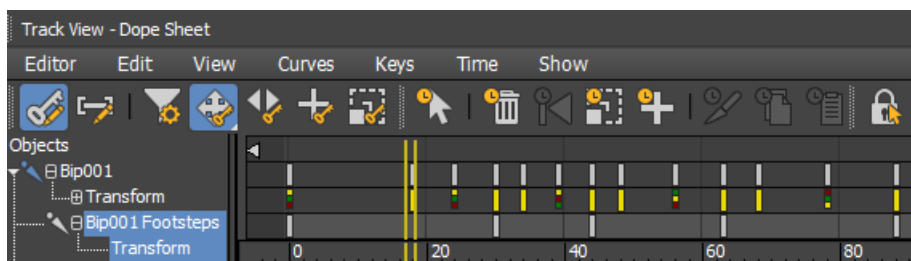 Track View - Dope Sheet
Editor Edit View Curves Keys Time Show
Objects
Bip001
Transform
Bip001 Footsteps
Transform
0 20 40 60 80